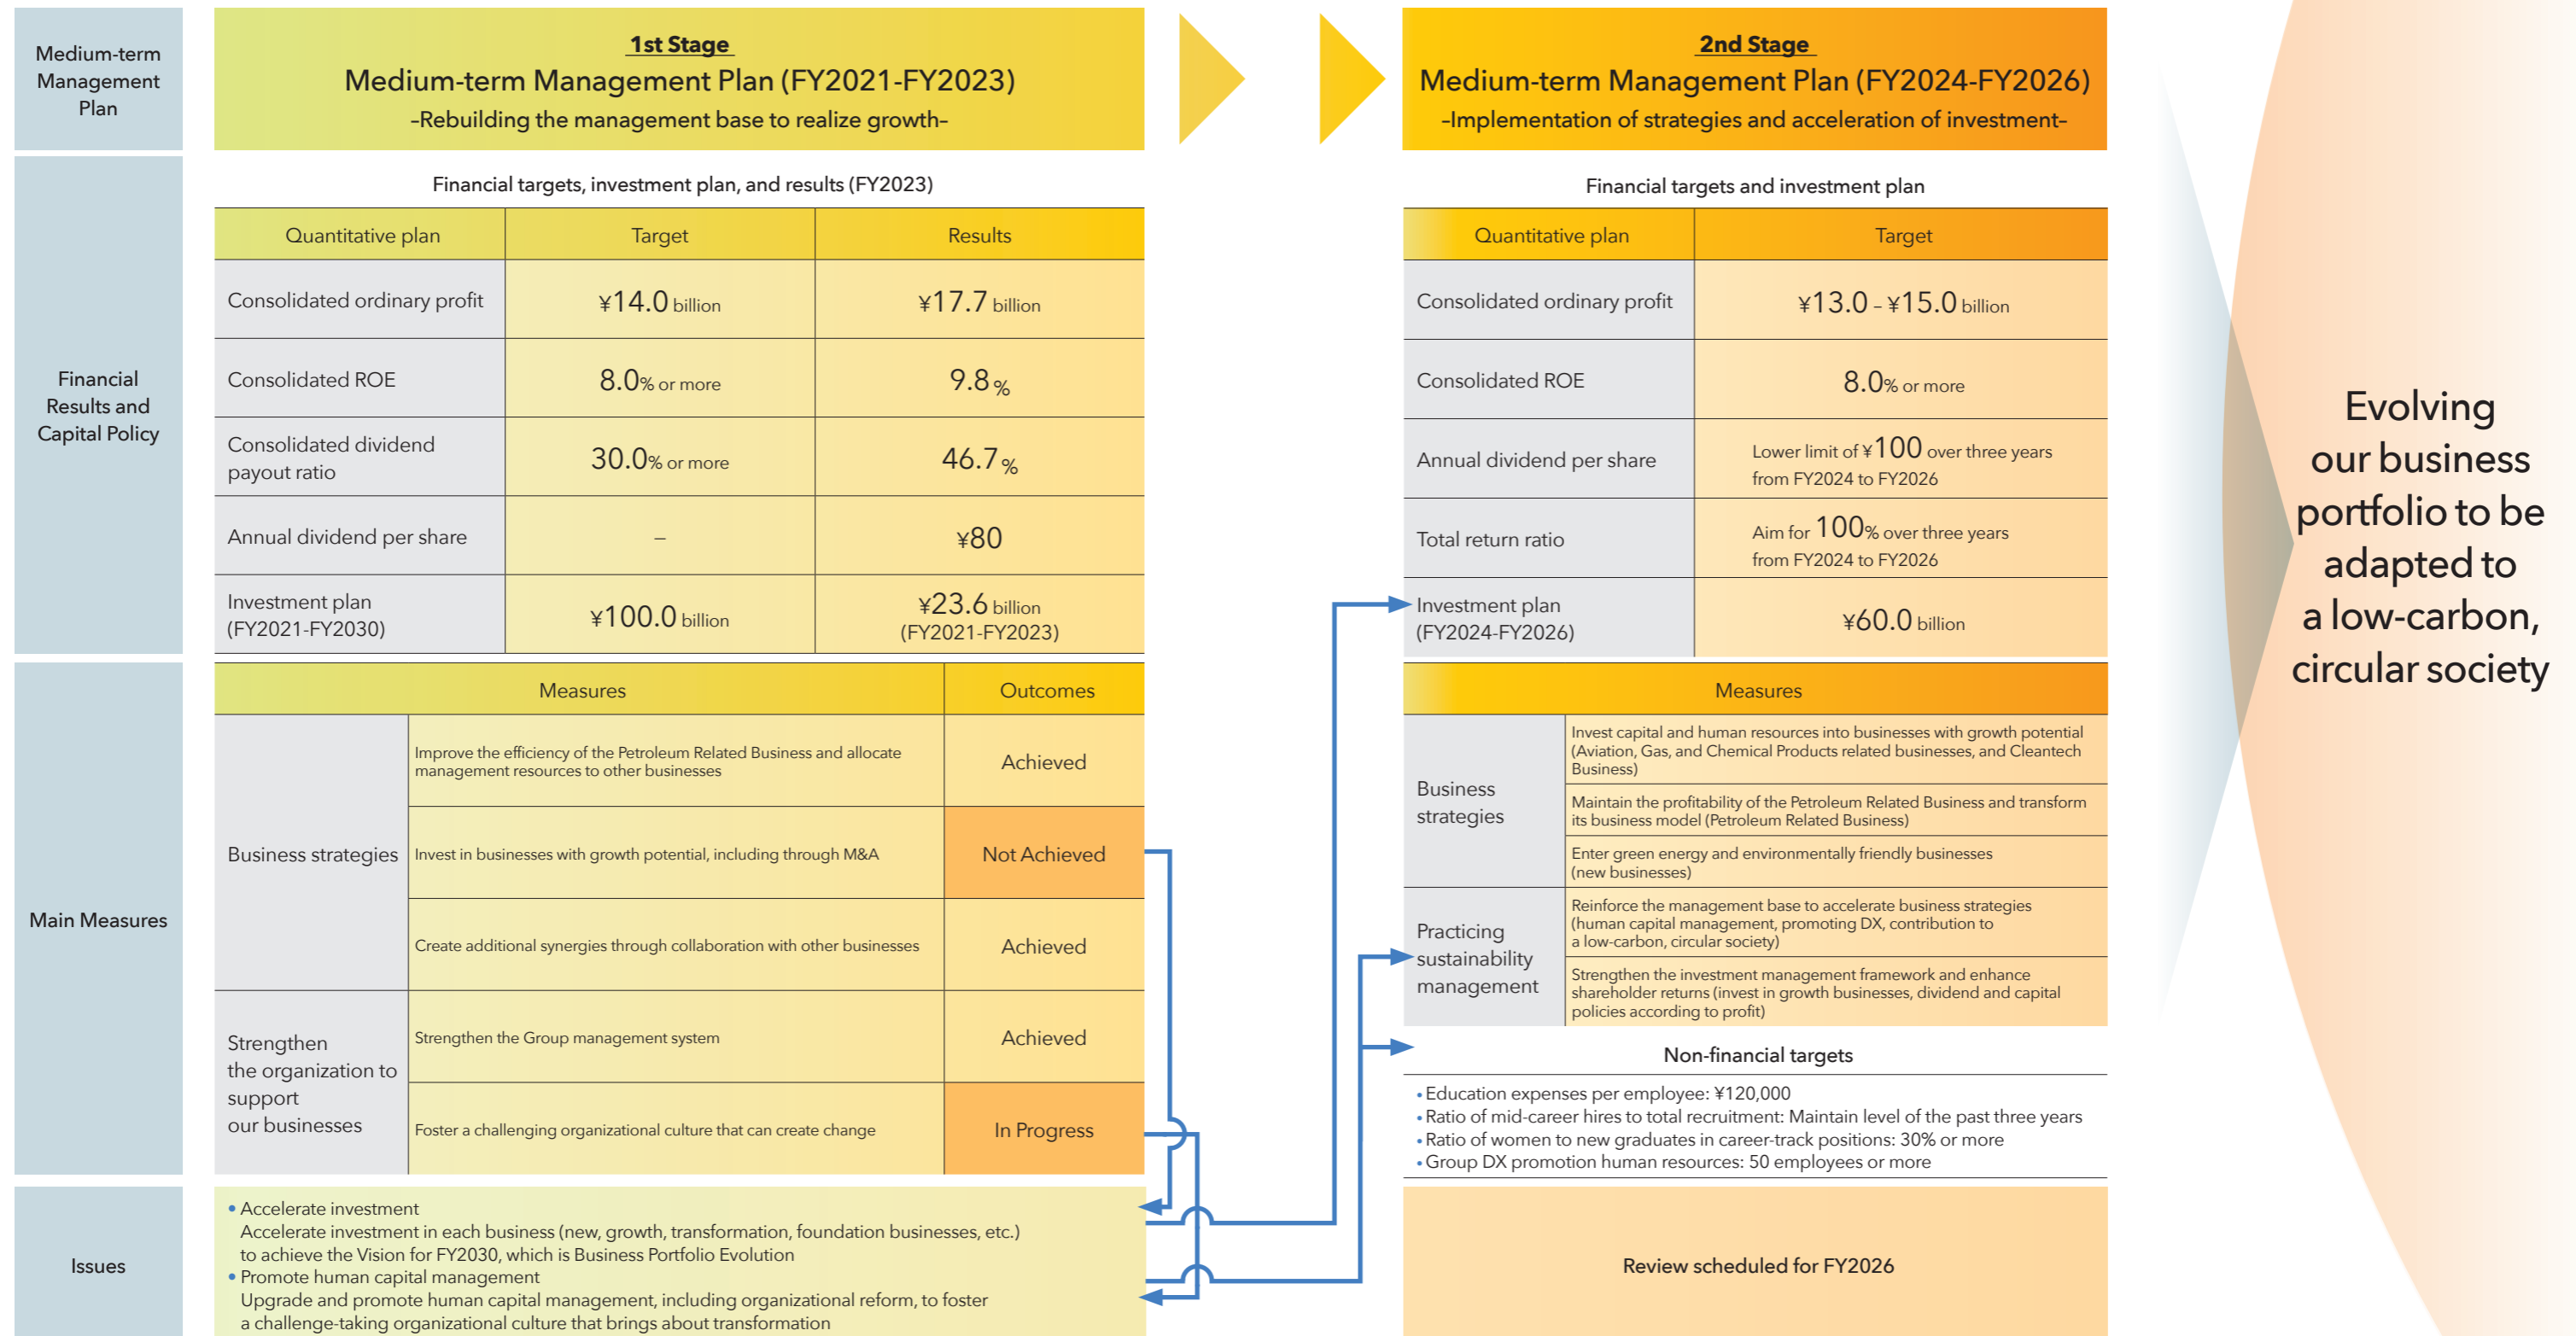 Medium-term
Management
Plan
1st Stage
Medium-term Management Plan (FY2021-FY2023)
–Rebuilding the management base to realize growth–
2nd Stage
Medium-term Management Plan (FY2024-FY2026)
–Implementation of strategies and acceleration of investment–
Financial
Results and
Capital Policy
Financial targets, investment plan, and results (FY2023)
Quantitative plan Target Results
Consolidated ordinary profit ¥14.0 billion ¥17.7 billion
Consolidated ROE 8.0% or more 9.8%
Consolidated dividend
payout ratio 30.0% or more 46.7%
Annual dividend per share – ¥80
Investment plan
(FY2021-FY2030) ¥100.0 billion ¥23.6 billion
(FY2021-FY2023)
Financial targets and investment plan
Quantitative plan Target
Consolidated ordinary profit ¥13.0 – ¥15.0 billion
Consolidated ROE 8.0% or more
Annual dividend per share Lower limit of ¥100 over three years
from FY2024 to FY2026
Total return ratio Aim for 100% over three years
from FY2024 to FY2026
Investment plan
(FY2024-FY2026) ¥60.0 billion
Main Measures
Measures Outcomes
Business strategies
Improve the efficiency of the Petroleum Related Business and allocate
management resources to other businesses
Achieved
Invest in businesses with growth potential, including through M&A
Not Achieved
Create additional synergies through collaboration with other businesses
Achieved
Strengthen
the organization to
support
our businesses
Strengthen the Group management system
Achieved
Foster a challenging organizational culture that can create change
In Progress
Measures
Business
strategies
Invest capital and human resources into businesses with growth potential
(Aviation, Gas, and Chemical Products related businesses, and Cleantech
Business)
Maintain the profitability of the Petroleum Related Business and transform
its business model (Petroleum Related Business)
Enter green energy and environmentally friendly businesses
(new businesses)
Practicing
sustainability
management
Reinforce the management base to accelerate business strategies
(human capital management, promoting DX, contribution to
a low-carbon, circular society)
Strengthen the investment management framework and enhance
shareholder returns (invest in growth businesses, dividend and capital
policies according to profit)
Non-financial targets
• Education expenses per employee: ¥120,000
• Ratio of mid-career hires to total recruitment: Maintain level of the past three years
• Ratio of women to new graduates in career-track positions: 30% or more
• Group DX promotion human resources: 50 employees or more
Issues
• Accelerate investment
Accelerate investment in each business (new, growth, transformation, foundation businesses, etc.)
to achieve the Vision for FY2030, which is Business Portfolio Evolution
• Promote human capital management
Upgrade and promote human capital management, including organizational reform, to foster
a challenge-taking organizational culture that brings about transformation
Review scheduled for FY2026
Evolving
our business
portfolio to be
adapted to
a low-carbon,
circular society